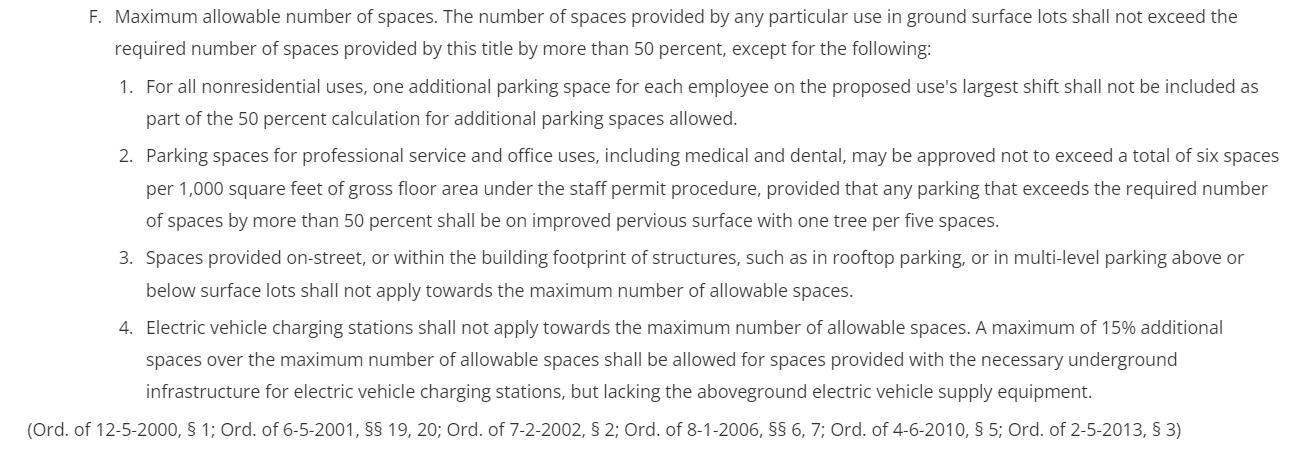 F. Maximum allowable number of spaces. The number of spaces provided by any particular use in ground surface lots shall not exceed the
required number of spaces provided by this title by more than 50 percent, except for the following:
1. For all nonresidential uses, one additional parking space for each employee on the proposed use's largest shift shall not be included as
part of the 50 percent calculation for additional parking spaces allowed.
2. Parking spaces for professional service and office uses, including medical and dental, may be approved not to exceed a total of six spaces
per 1,000 square feet of gross floor area under the staff permit procedure, provided that any parking that exceeds the required number
of spaces by more than 50 percent shall be on improved pervious surface with one tree per five spaces.
3. Spaces provided on-street, or within the building footprint of structures, such as in rooftop parking, or in multi-level parking above or
below surface lots shall not apply towards the maximum number of allowable spaces.
4. Electric vehicle charging stations shall not apply towards the maximum number of allowable spaces. A maximum of 15% additional
spaces over the maximum number of allowable spaces shall be allowed for spaces provided with the necessary underground
infrastructure for electric vehicle charging stations, but lacking the aboveground electric vehicle supply equipment.
(Ord. of 12-5-2000, § 1; Ord. of 6-5-2001, §§ 19, 20; Ord. of 7-2-2002, § 2; Ord. of 8-1-2006, §§ 6, 7; Ord. of 4-6-2010, § 5; Ord. of 2-5-2013, § 3)